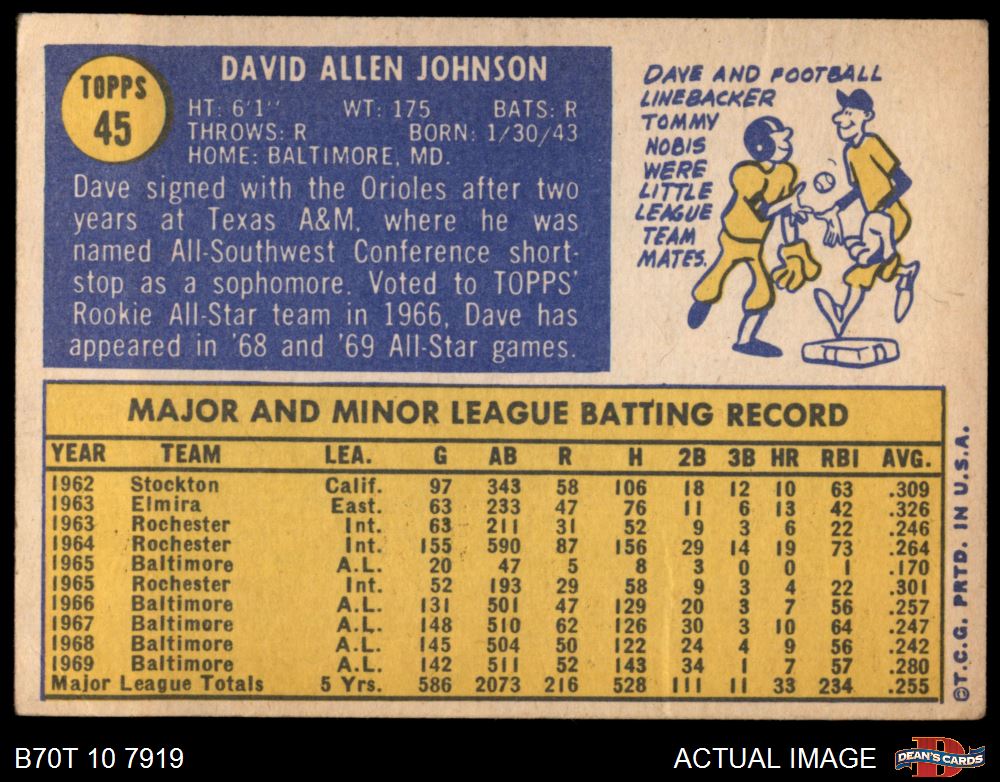 TOPPS
45
DAVID ALLEN JOHNSON
HT: 6'1'' WT: 175 BATS: R
THROWS: R BORN: 1/30/43
HOME: BALTIMORE, MD.
Dave signed with the Orioles after two
years at Texas A&M, where he was
named All-Southwest Conference short-
stop as a sophomore. Voted to TOPPS'
Rookie All-Star team in 1966, Dave has
appeared in '68 and '69 All-Star games.
DAVE AND FOOTBALL
LINEBACKER
TOMMY
NOBIS
WERE
LITTLE
LEAGUE
TEAM
MATES.
MAJOR AND MINOR LEAGUE BATTING RECORD
YEAR TEAM LEA. G AB R H 2B 3B HR RBI AVG.
1962 Stockton Calif. 97 343 58 106 18 12 10 63 .309
1963 Elmira East. 63 233 47 76 11 6 13 42 .326
1963 Rochester Int. 63 211 31 52 9 3 6 22 .246
1964 Rochester Int. 155 590 87 156 29 14 19 73 .264
1965 Baltimore A.L. 20 47 5 8 3 0 0 1 .170
1965 Rochester Int. 52 193 29 58 9 3 4 22 .301
1966 Baltimore A.L. 131 501 47 129 20 3 7 56 .257
1967 Baltimore A.L. 148 510 62 126 30 3 10 64 .247
1968 Baltimore A.L. 145 504 50 122 24 4 9 56 .242
1969 Baltimore A.L. 142 511 52 143 34 1 7 57 .280
Major League Totals 5 Yrs. 586 2073 216 528 111 11 33 234 .255
©T.C.G. PRTD. IN U.S.A.
B70T 10 7919
ACTUAL IMAGE
D
DEAN'S CARDS